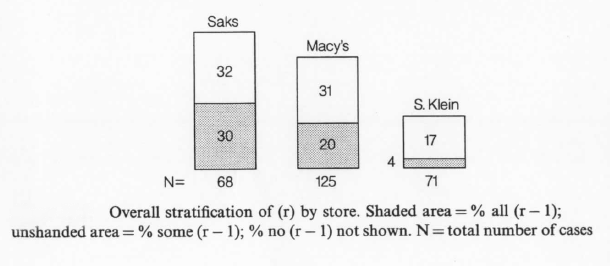 Saks
Macy's
S. Klein
32
31
17
30
20
4
N= 68 125 71
Overall stratification of (r) by store. Shaded area = % all (r – 1);
unshanded area = % some (r – 1); % no (r – 1) not shown. N = total number of cases